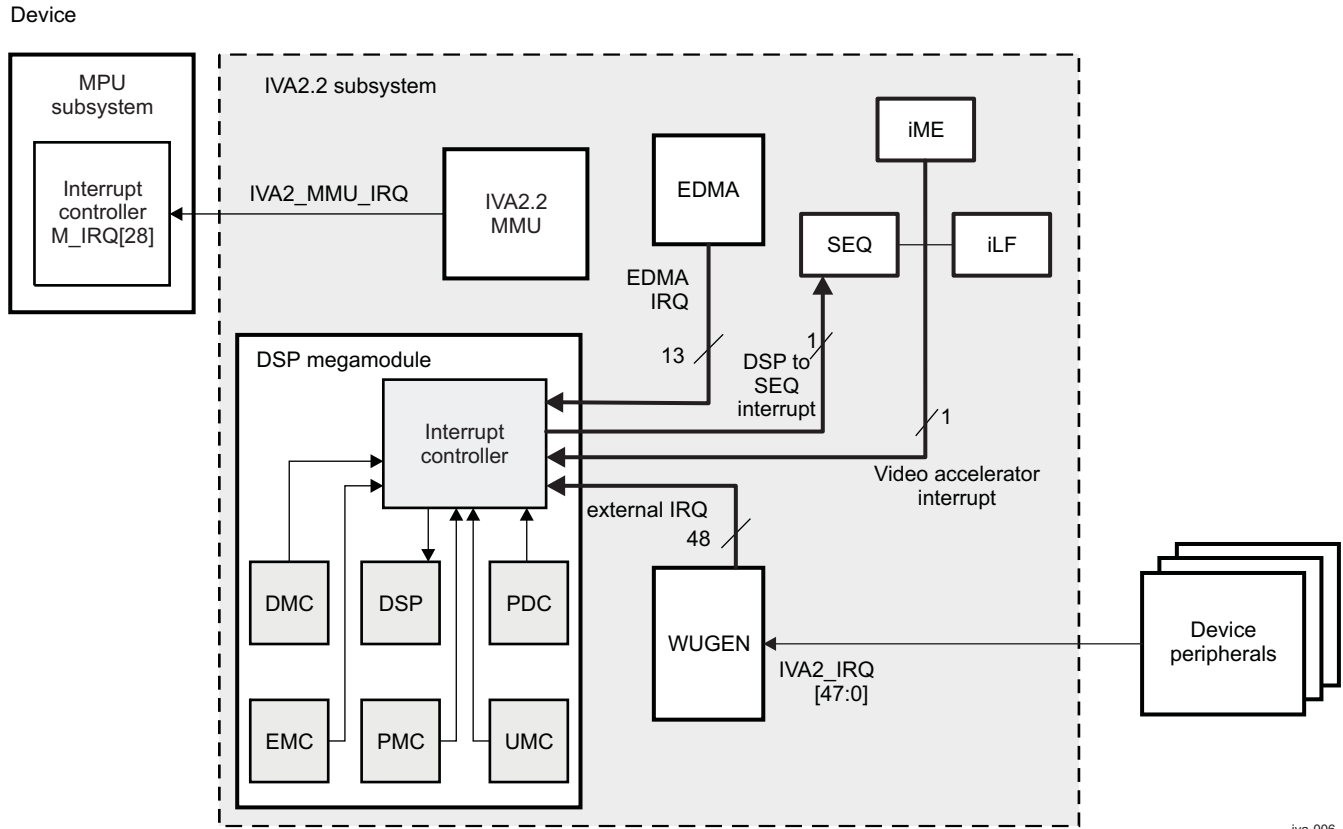 Device
MPU
subsystem
Interrupt
controller
M_IRQ[28]
IVA2.2 subsystem
IVA2_MMU_IRQ
IVA2.2
MMU
EDMA
iME
SEQ
iLF
EDMA
IRQ
13
1
DSP to
SEQ
interrupt
1
Video accelerator
interrupt
DSP megamodule
Interrupt
controller
external IRQ
48
DMC
DSP
PDC
EMC
PMC
UMC
WUGEN
IVA2_IRQ
[47:0]
Device
peripherals
iva-006